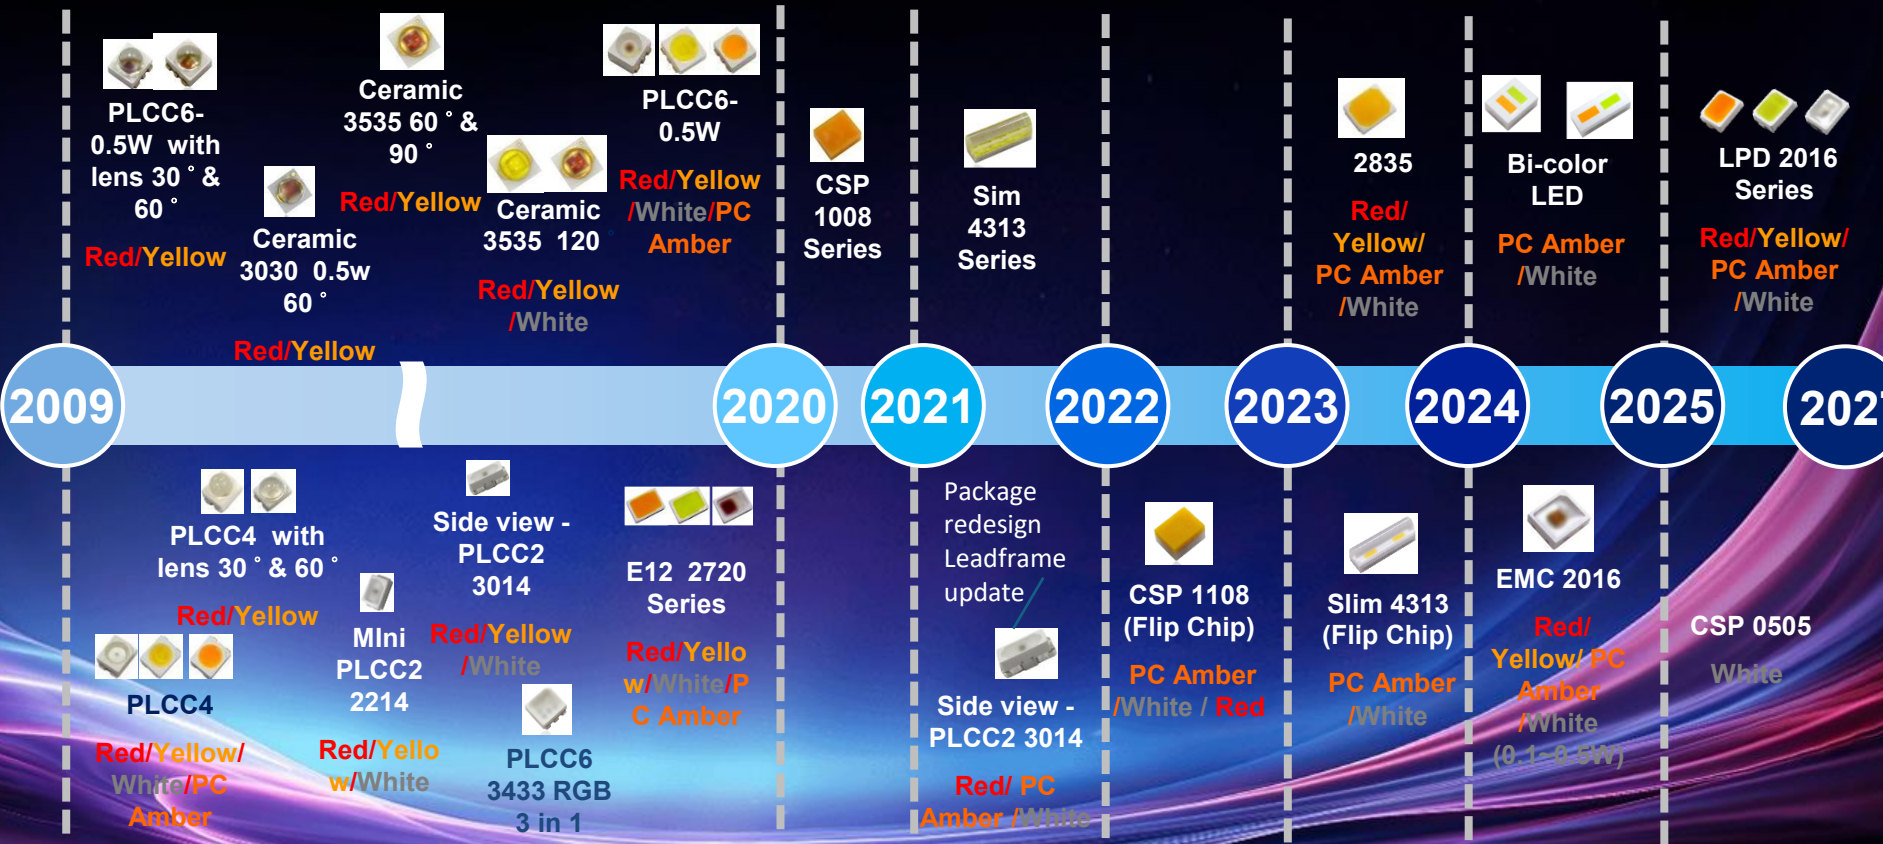 PLCC6-
0.5W with
lens 30 ° &
60 °
Red/Yellow
Ceramic
3030 0.5w
60 °
Red/Yellow
Ceramic
3535 60 ° &
90 °
Red/Yellow
Ceramic
3535 120 °
Red/Yellow
/White
PLCC6-
0.5W
Red/Yellow
/White/PC
Amber
CSP
1008
Series
Sim
4313
Series
2835
Red/
Yellow/
PC Amber
/White
Bi-color
LED
PC Amber
/White
LPD 2016
Series
Red/Yellow/
PC Amber
/White
2009
2020
2021
2022
2023
2024
2025
202
PLCC4 with
lens 30 ° & 60 °
Red/Yellow
PLCC4
Red/Yellow/
White/PC
Amber
MIni
PLCC2
2214
Red/Yello
w/White
Side view -
PLCC2
3014
Red/Yellow
/White
PLCC6
3433 RGB
3 in 1
E12 2720
Series
Red/Yello
w/White/P
C Amber
Package
redesign
Leadframe
update
Side view -
PLCC2 3014
Red/ PC
Amber /White
CSP 1108
(Flip Chip)
PC Amber
/White / Red
Slim 4313
(Flip Chip)
PC Amber
/White
EMC 2016
Red/
Yellow/ PC
Amber
/White
(0.1~0.5W)
CSP 0505
White